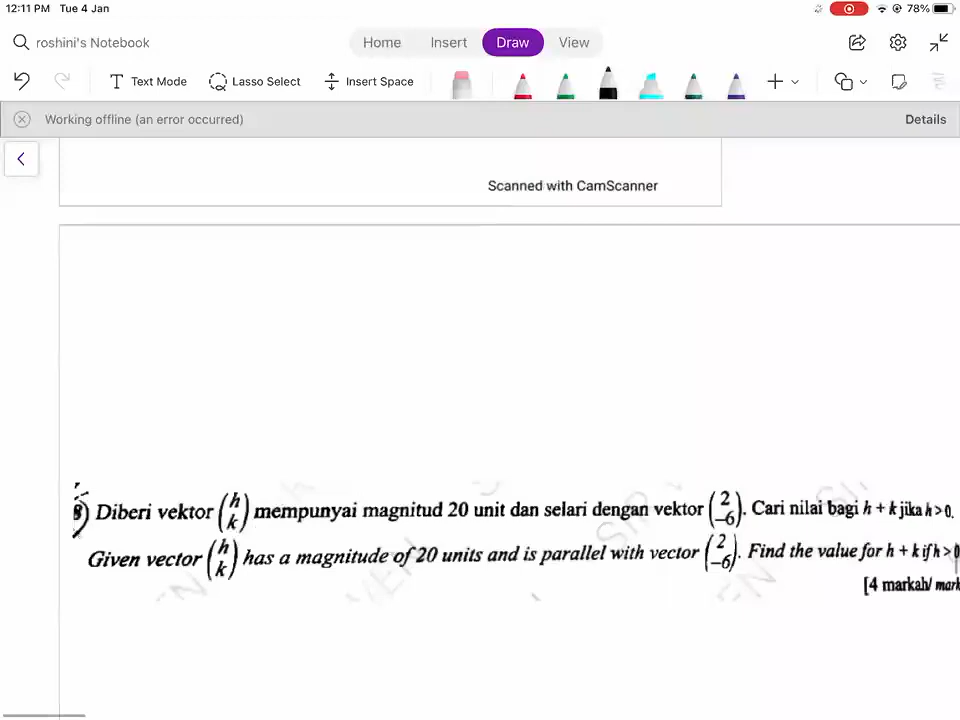 12:11 PM Tue 4 Jan
78%
roshini's Notebook
Home Insert Draw View
Text Mode Lasso Select Insert Space
Working offline (an error occurred) Details
Scanned with CamScanner
8) Diberi vektor (h k) mempunyai magnitud 20 unit dan selari dengan vektor (2 -6). Cari nilai bagi h + k jika h > 0.
Given vector (h k) has a magnitude of 20 units and is parallel with vector (2 -6). Find the value for h + k if h > 0
[4 markah/ mark